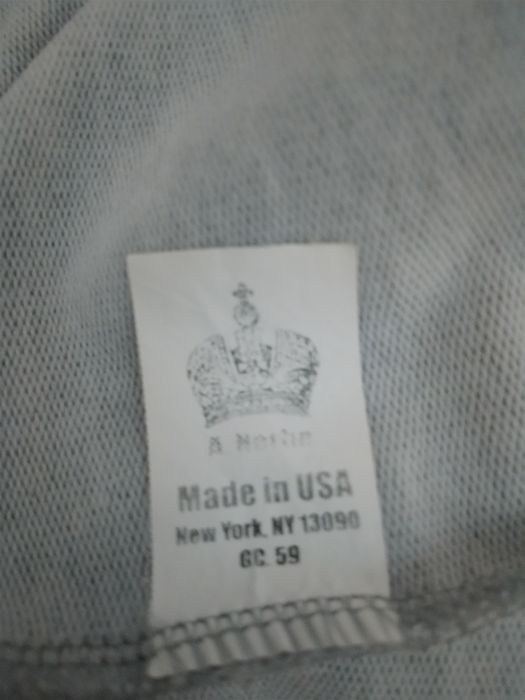 A.
Made in USA
New York, NY 13090
GC. 59